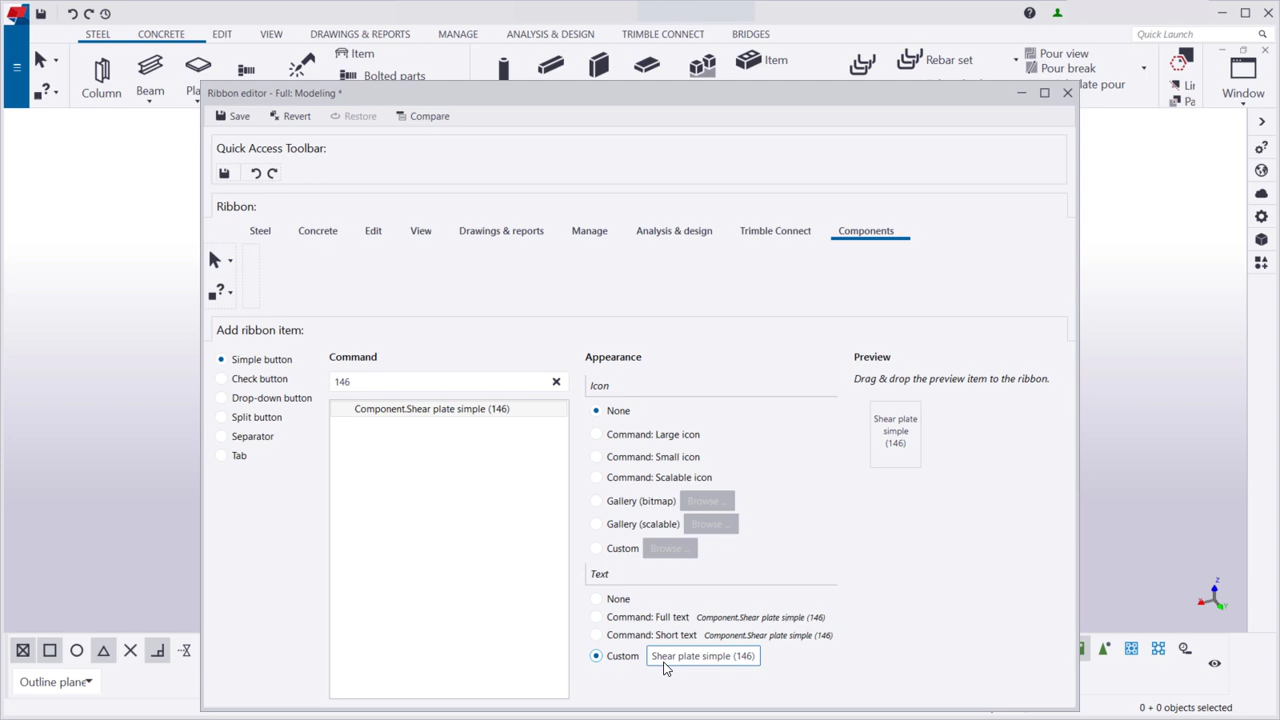 STEEL CONCRETE EDIT VIEW DRAWINGS & REPORTS MANAGE ANALYSIS & DESIGN TRIMBLE CONNECT BRIDGES Quick Launch
Item
Bolted parts
Column Beam
Item
Rebar set
Pour view
Pour break
Window
Ribbon editor - Full: Modeling *
Save Revert Restore Compare
Quick Access Toolbar:
Ribbon:
Steel Concrete Edit View Drawings & reports Manage Analysis & design Trimble Connect Components
Add ribbon item:
Simple button
Check button
Drop-down button
Split button
Separator
Tab
Command
146
Component.Shear plate simple (146)
Appearance
Icon
None
Command: Large icon
Command: Small icon
Command: Scalable icon
Gallery (bitmap) Browse ...
Gallery (scalable) Browse ...
Custom Browse ...
Text
None
Command: Full text Component.Shear plate simple (146)
Command: Short text Component.Shear plate simple (146)
Custom Shear plate simple (146)
Preview
Drag & drop the preview item to the ribbon.
Shear plate
simple
(146)
Outline plane
0 + 0 objects selected